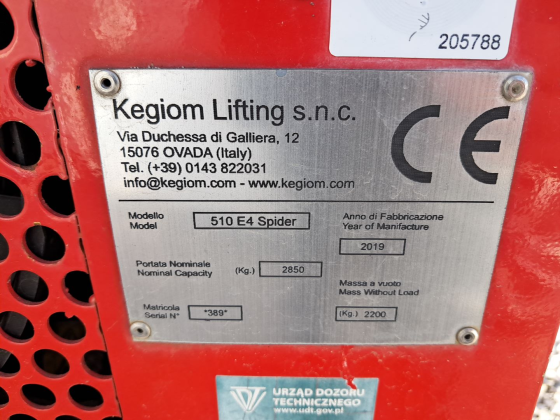 205788
Kegiom Lifting s.n.c.
Via Duchessa di Galliera, 12
15076 OVADA (Italy)
Tel. (+39) 0143 822031
info@kegiom.com - www.kegiom.com
CE
Modello
Model
510 E4 Spider
Anno di Fabbricazione
Year of Manifacture
2019
Portata Nominale
Nominal Capacity
(Kg.) 2850
Massa a vuoto
Mass Without Load
(Kg.) 2200
Matricola
Serial N°
*389*
URZĄD DOZORU
TECHNICZNEGO
www.udt.gov.pl